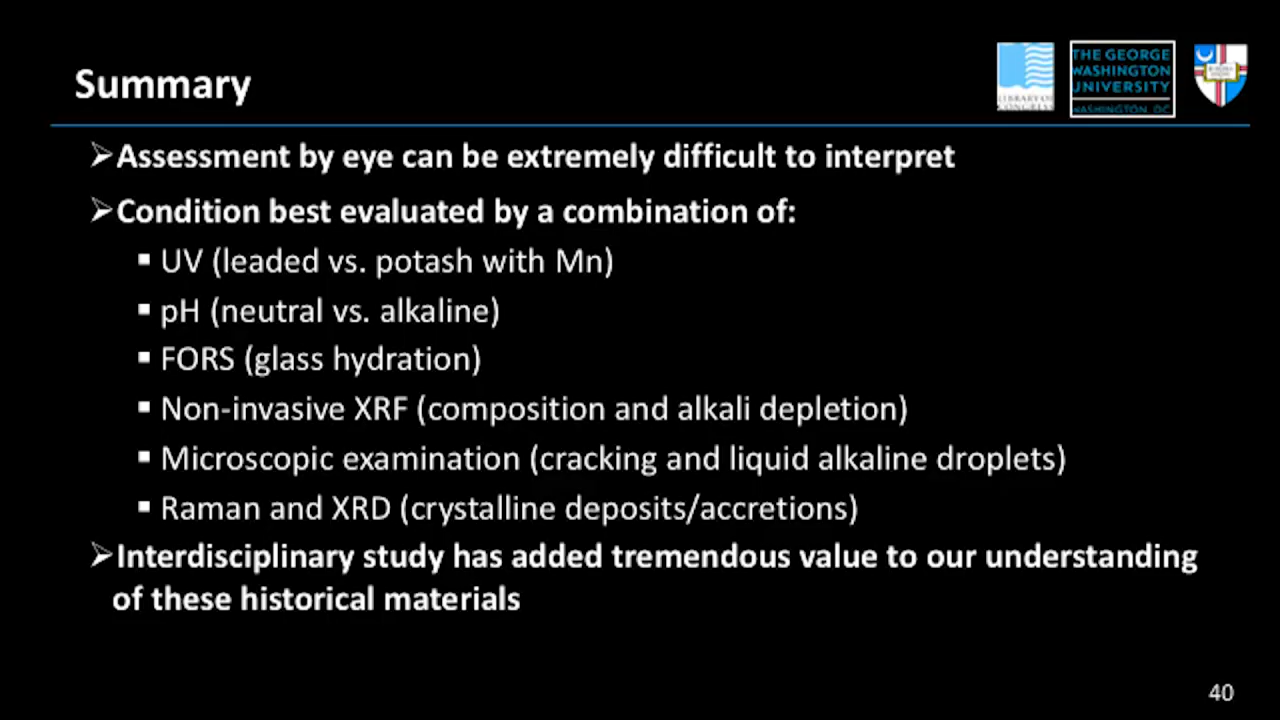 Summary
THE GEORGE
WASHINGTON
UNIVERSITY
WASHINGTON, DC
LIBRARY OF
CONGRESS
➢Assessment by eye can be extremely difficult to interpret
➢Condition best evaluated by a combination of:
▪ UV (leaded vs. potash with Mn)
▪ pH (neutral vs. alkaline)
▪ FORS (glass hydration)
▪ Non-invasive XRF (composition and alkali depletion)
▪ Microscopic examination (cracking and liquid alkaline droplets)
▪ Raman and XRD (crystalline deposits/accretions)
➢Interdisciplinary study has added tremendous value to our understanding
of these historical materials
40